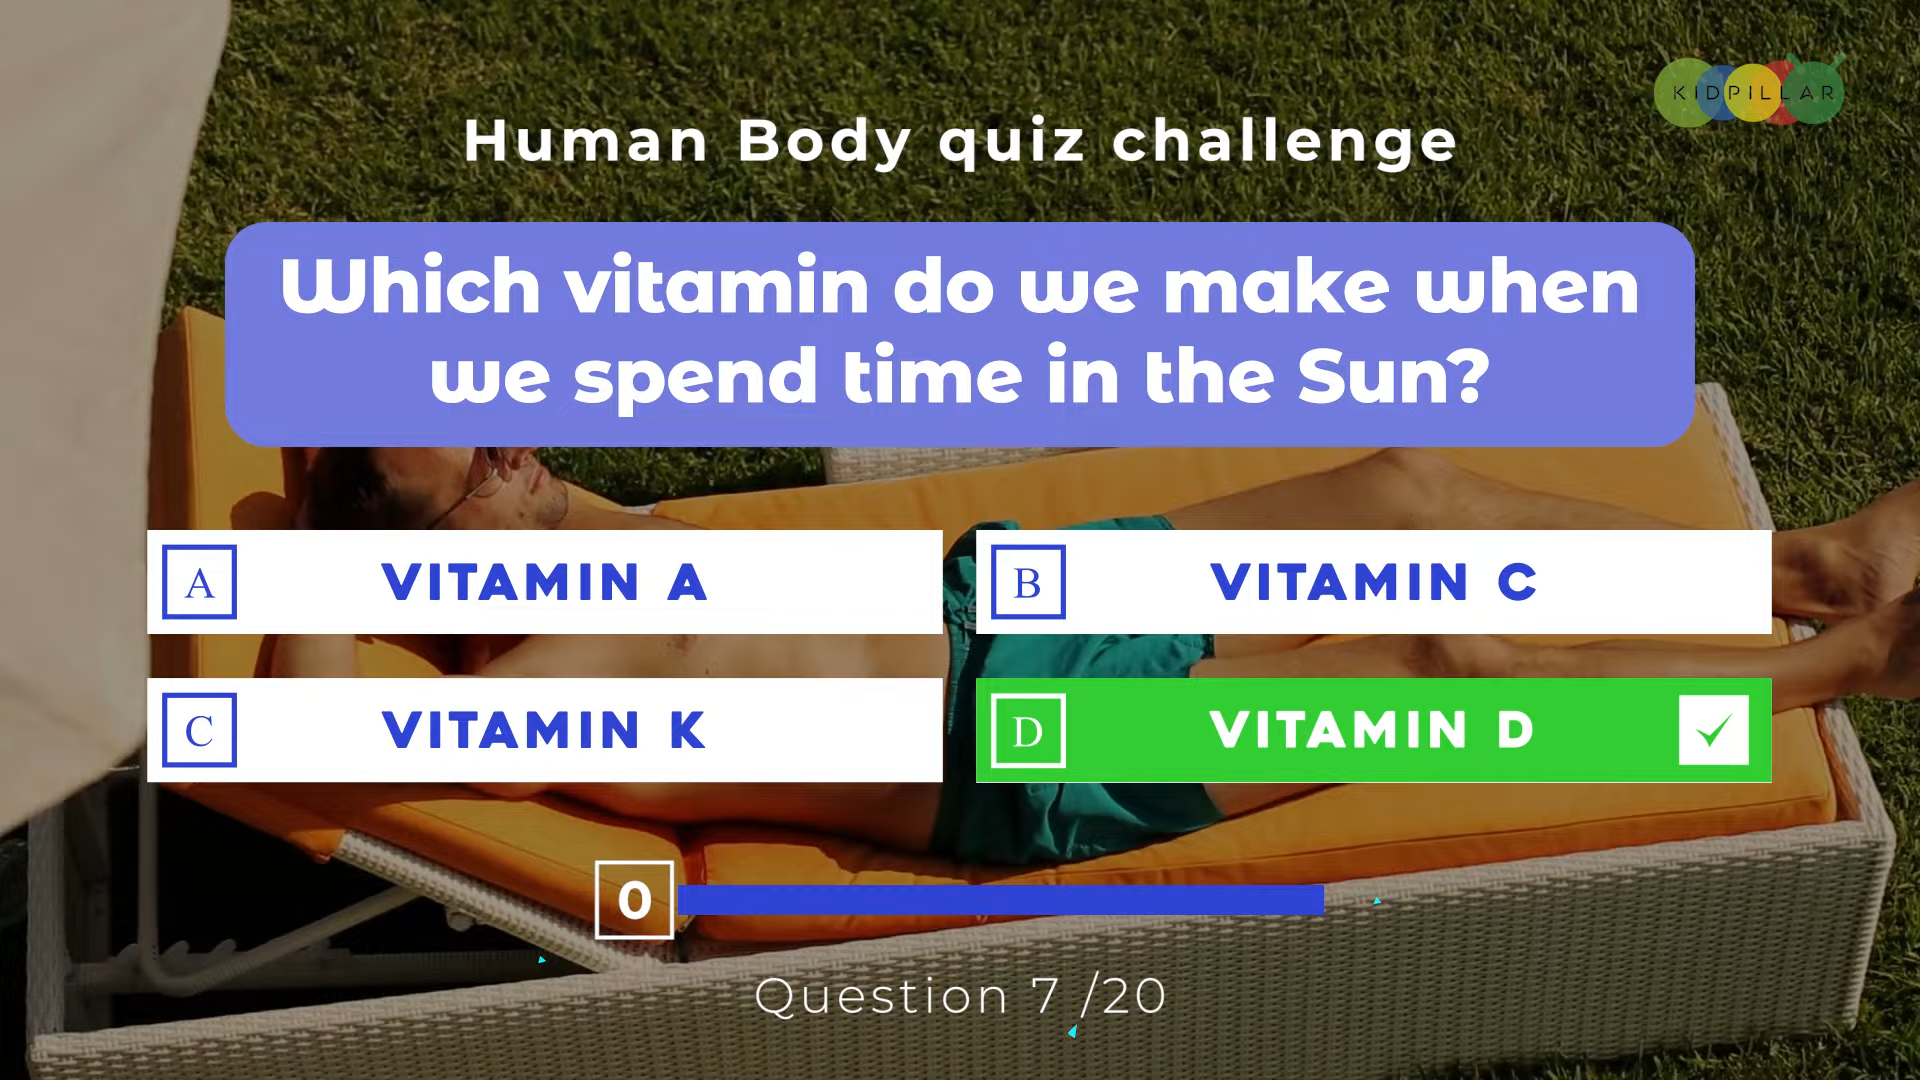 KIDPILLAR
Human Body quiz challenge
Which vitamin do we make when
we spend time in the Sun?
A VITAMIN A
B VITAMIN C
C VITAMIN K
D VITAMIN D
0
Question 7 /20